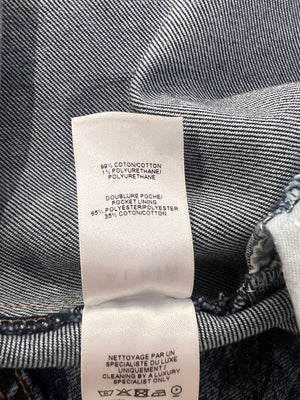 99% COTON/COTTON
1% POLYURETHANE/
POLYURETHANE
DOUBLURE POCHE/
POCKET LINING
65% POLYESTER/POLYESTER
35% COTON/COTTON
NETTOYAGE PAR UN
SPECIALISTE DU LUXE
UNIQUEMENT /
CLEANING BY A LUXURY
SPECIALIST ONLY